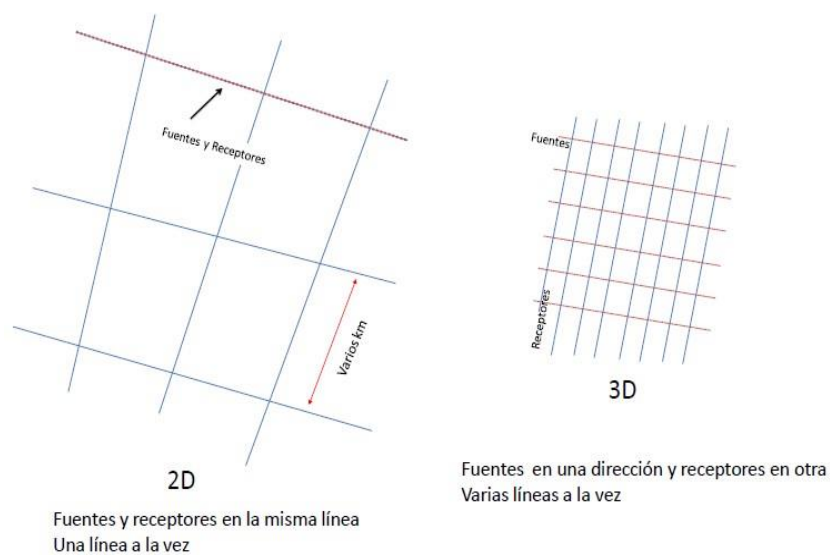 Fuentes y Receptores
Varios km
2D
Fuentes y receptores en la misma línea
Una línea a la vez
Fuentes
Receptores
3D
Fuentes en una dirección y receptores en otra
Varias líneas a la vez